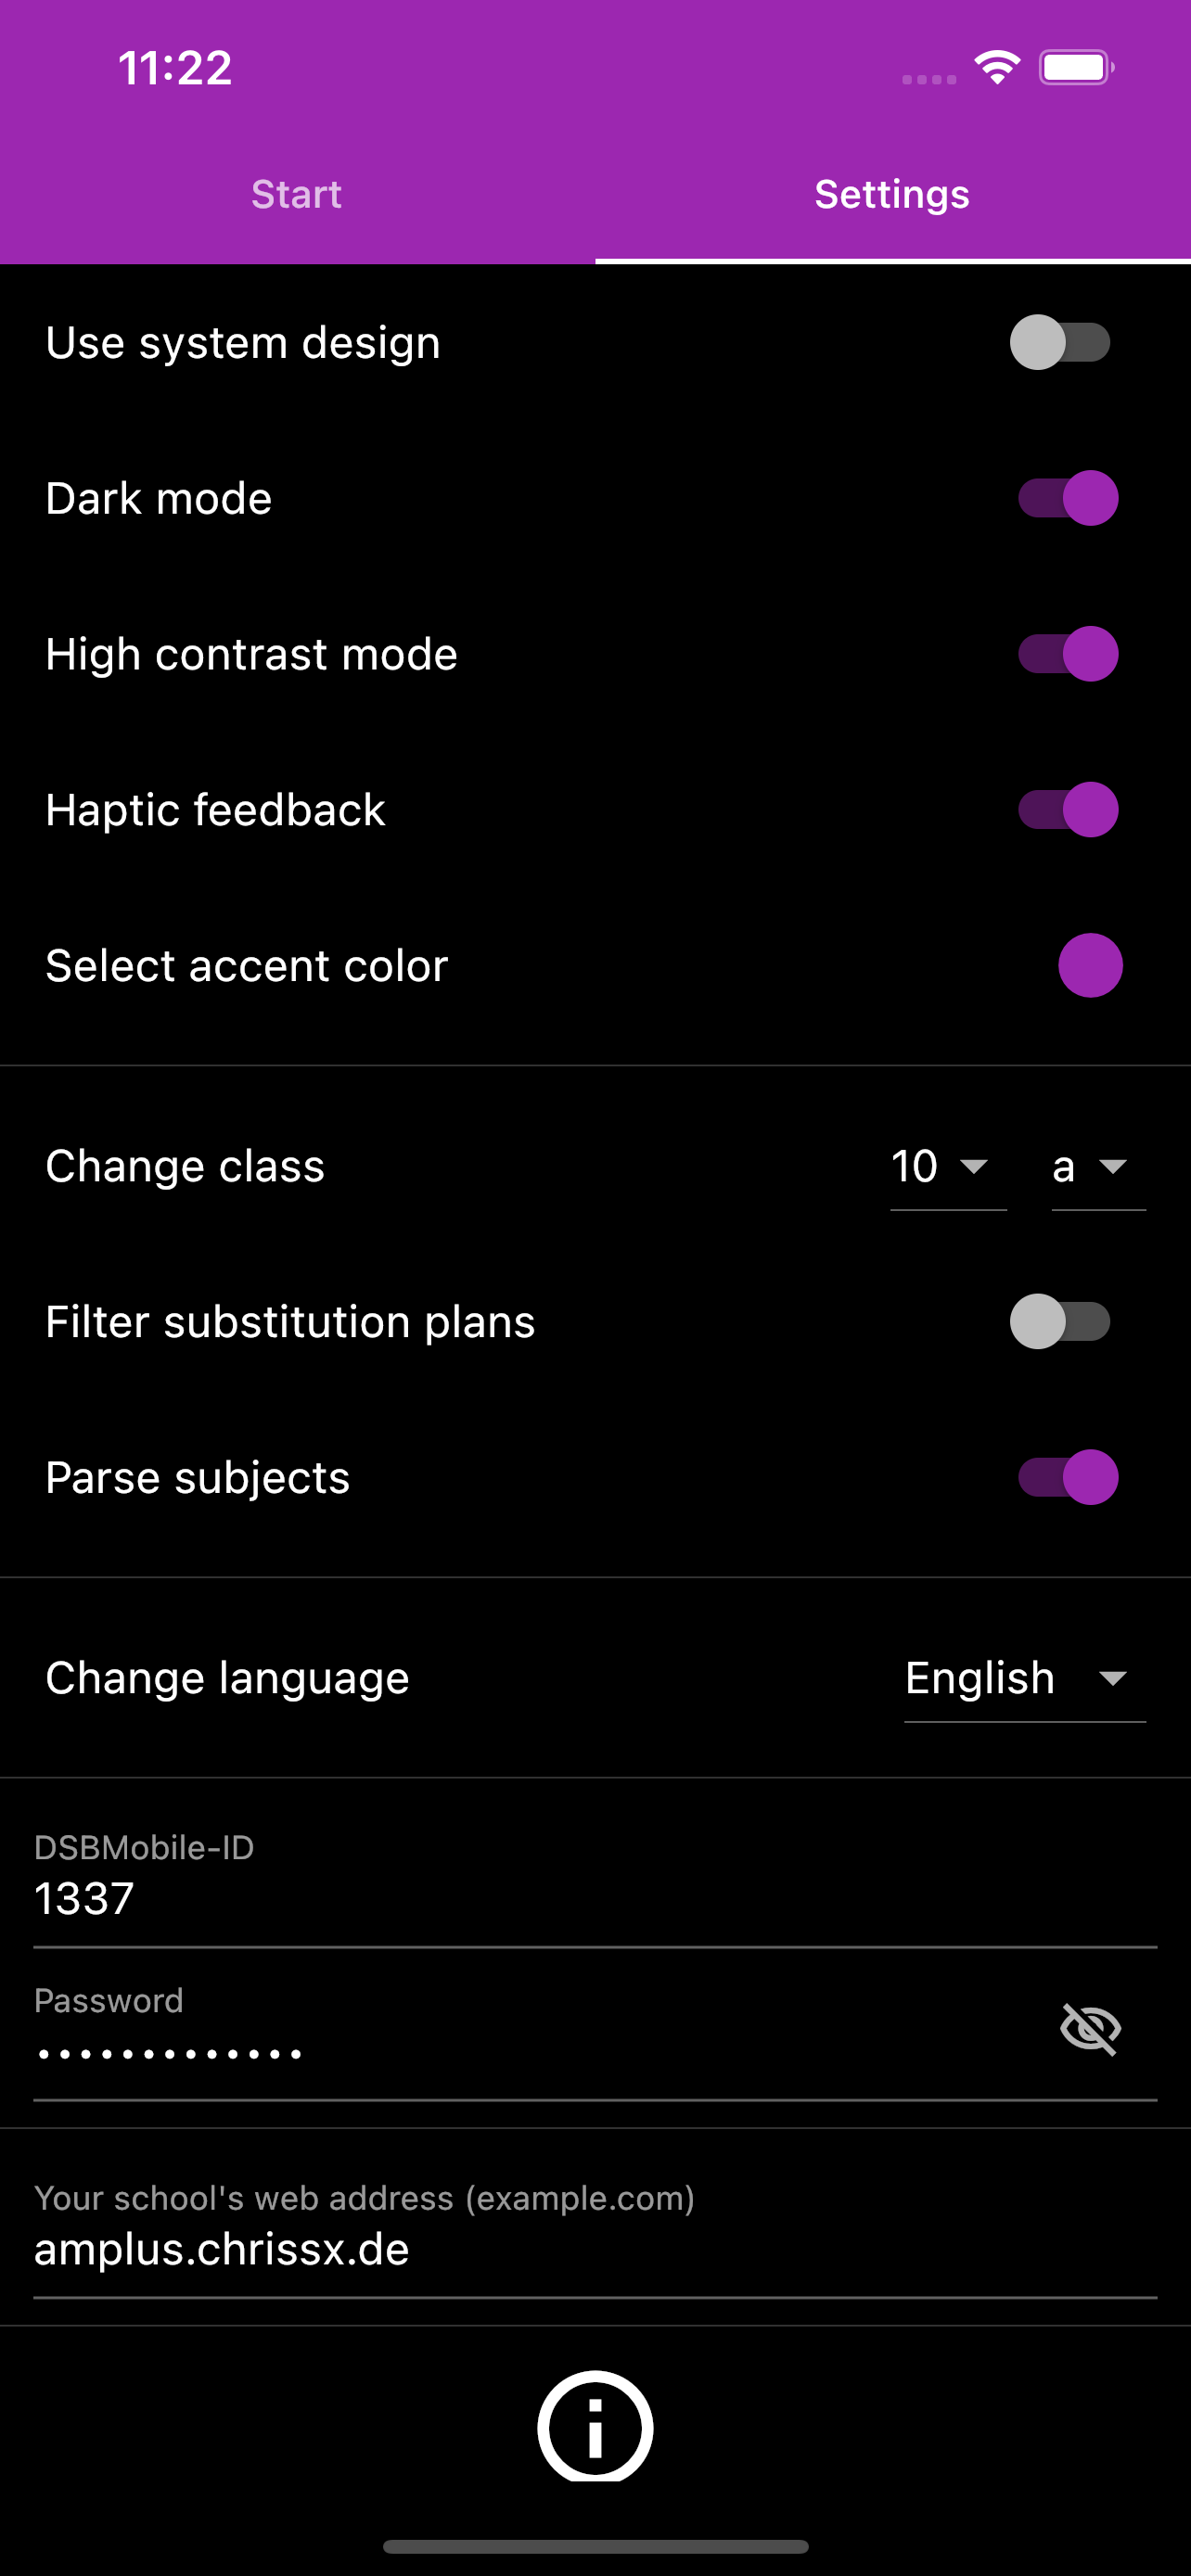 11:22
Start
Settings
Use system design
Dark mode
High contrast mode
Haptic feedback
Select accent color
Change class
10
a
Filter substitution plans
Parse subjects
Change language
English
DSBMobile-ID
1337
Password
•••••••••••••
Your school's web address (example.com)
amplus.chrissx.de